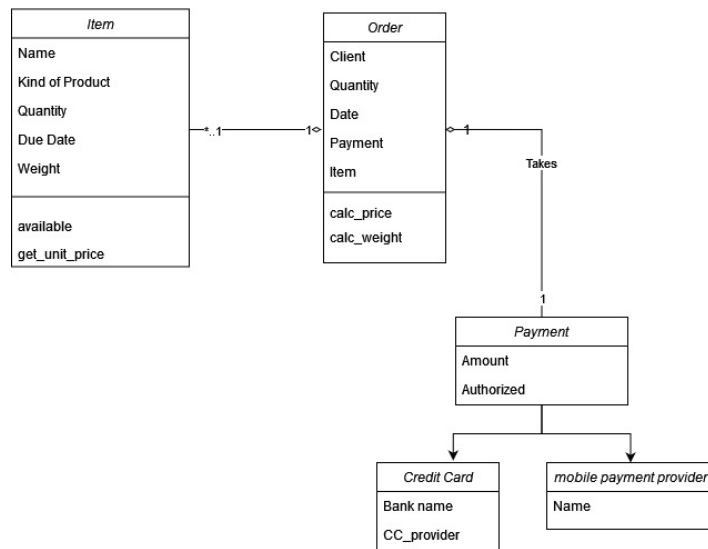 Item
Name
Kind of Product
Quantity
Due Date
Weight
available
get_unit_price
*..1
1
Order
Client
Quantity
Date
Payment
Item
calc_price
calc_weight
1
Takes
1
Payment
Amount
Authorized
Credit Card
Bank name
CC_provider
mobile payment provider
Name